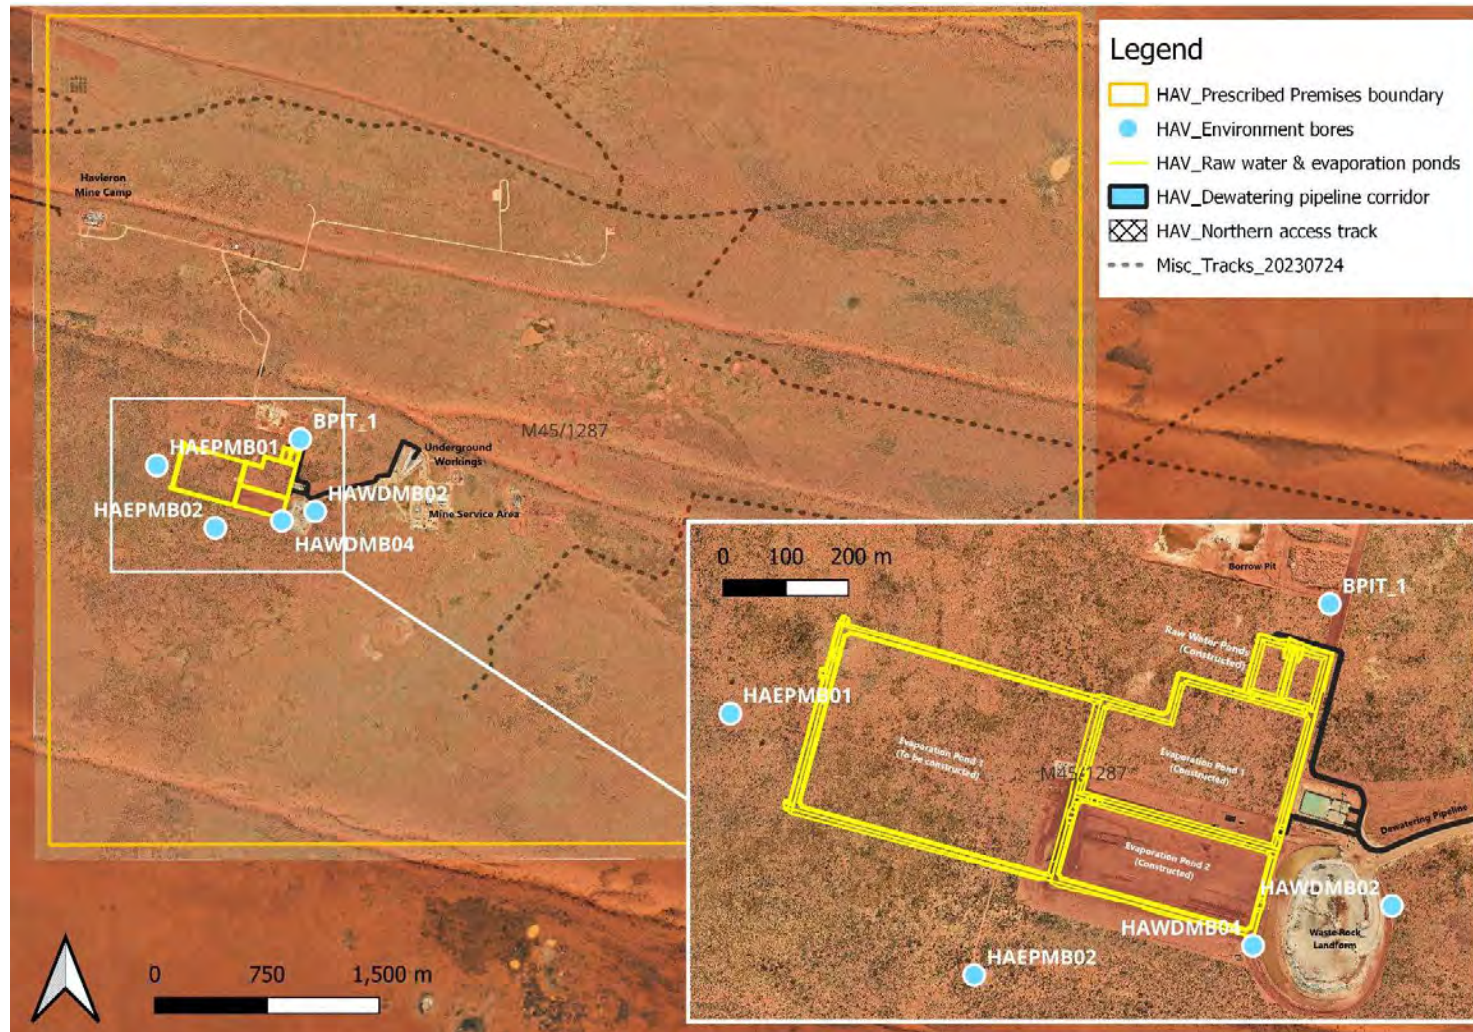 Legend
HAV_Prescribed Premises boundary
HAV_Environment bores
HAV_Raw water & evaporation ponds
HAV_Dewatering pipeline corridor
HAV_Northern access track
Misc_Tracks_20230724
Havieron
Mine Camp
BPIT_1
M45/1287
HAEPMB01
Underground
Workings
HAWDMB02
HAEPMB02
Mine Service Area
HAWDMB04
0 100 200 m
Borrow Pit
BPIT_1
Raw Water Ponds
(Constructed)
HAEPMB01
Evaporation Pond 1
(To be constructed)
Evaporation Pond 1
(Constructed)
M45/1287
Dewatering Pipeline
Evaporation Pond 2
(Constructed)
HAWDMB02
HAWDMB04
Waste Rock
Landform
HAEPMB02
0 750 1,500 m